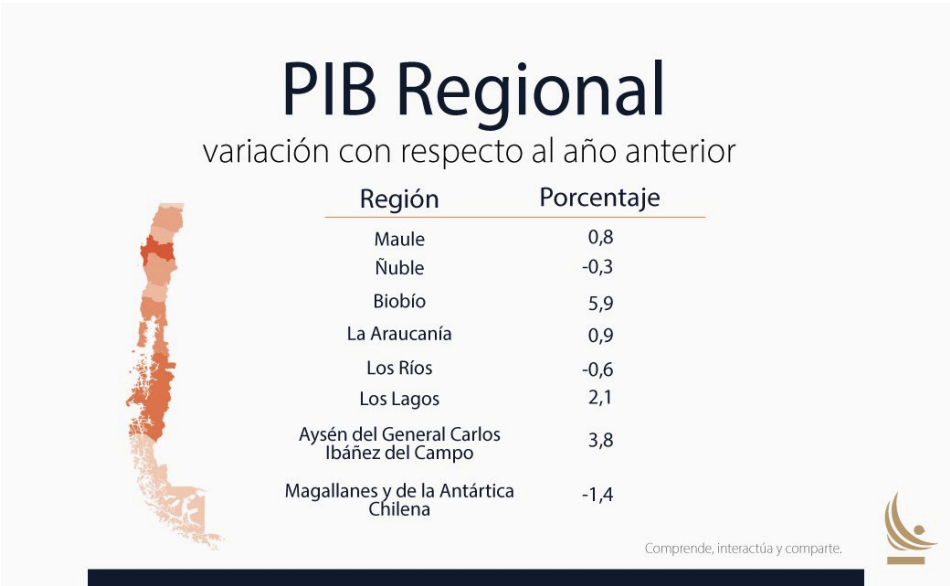 PIB Regional
variación con respecto al año anterior
Región Porcentaje
Maule 0,8
Ñuble -0,3
Biobío 5,9
La Araucanía 0,9
Los Ríos -0,6
Los Lagos 2,1
Aysén del General Carlos
Ibáñez del Campo 3,8
Magallanes y de la Antártica
Chilena -1,4
Comprende, interactúa y comparte.